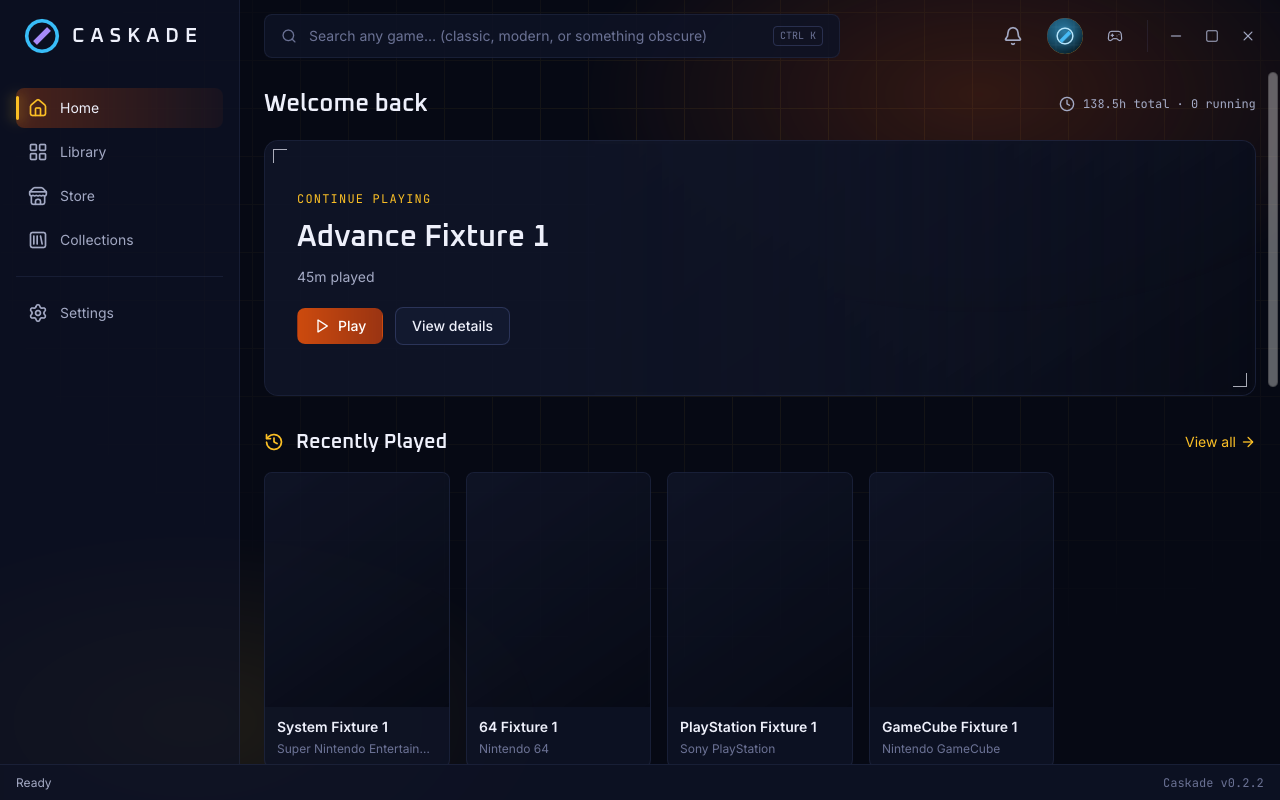 CASKADE
Search any game... (classic, modern, or something obscure)
CTRL K
Home
Library
Store
Collections
Settings
Welcome back
138.5h total · 0 running
CONTINUE PLAYING
Advance Fixture 1
45m played
Play
View details
Recently Played
View all
System Fixture 1
Super Nintendo Entertain...
64 Fixture 1
Nintendo 64
PlayStation Fixture 1
Sony PlayStation
GameCube Fixture 1
Nintendo GameCube
Ready
Caskade v0.2.2